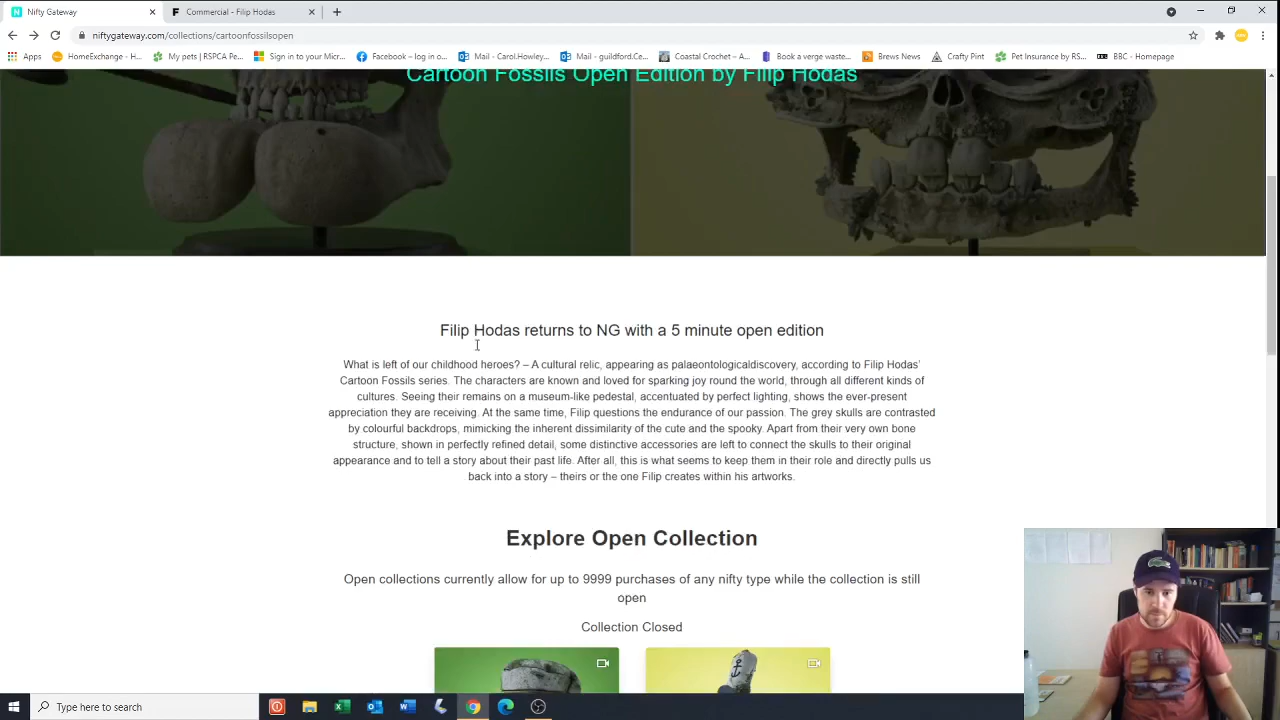 Nifty Gateway
Commercial - Filip Hodas
niftygateway.com/collections/cartoonfossilsopen
Apps HomeExchange - H... My pets | RSPCA Pe... Sign in to your Micr... Facebook – log in o... Mail - Carol.Howley... Mail - guildford.Ce... Coastal Crochet – A... Book a verge waste... Brews News Crafty Pint Pet Insurance by RS... BBC - Homepage
Cartoon Fossils Open Edition by Filip Hodas
Filip Hodas returns to NG with a 5 minute open edition
What is left of our childhood heroes? – A cultural relic, appearing as palaeontologicaldiscovery, according to Filip Hodas'
Cartoon Fossils series. The characters are known and loved for sparking joy round the world, through all different kinds of
cultures. Seeing their remains on a museum-like pedestal, accentuated by perfect lighting, shows the ever-present
appreciation they are receiving. At the same time, Filip questions the endurance of our passion. The grey skulls are contrasted
by colourful backdrops, mimicking the inherent dissimilarity of the cute and the spooky. Apart from their very own bone
structure, shown in perfectly refined detail, some distinctive accessories are left to connect the skulls to their original
appearance and to tell a story about their past life. After all, this is what seems to keep them in their role and directly pulls us
back into a story – theirs or the one Filip creates within his artworks.
Explore Open Collection
Open collections currently allow for up to 9999 purchases of any nifty type while the collection is still
open
Collection Closed
Type here to search